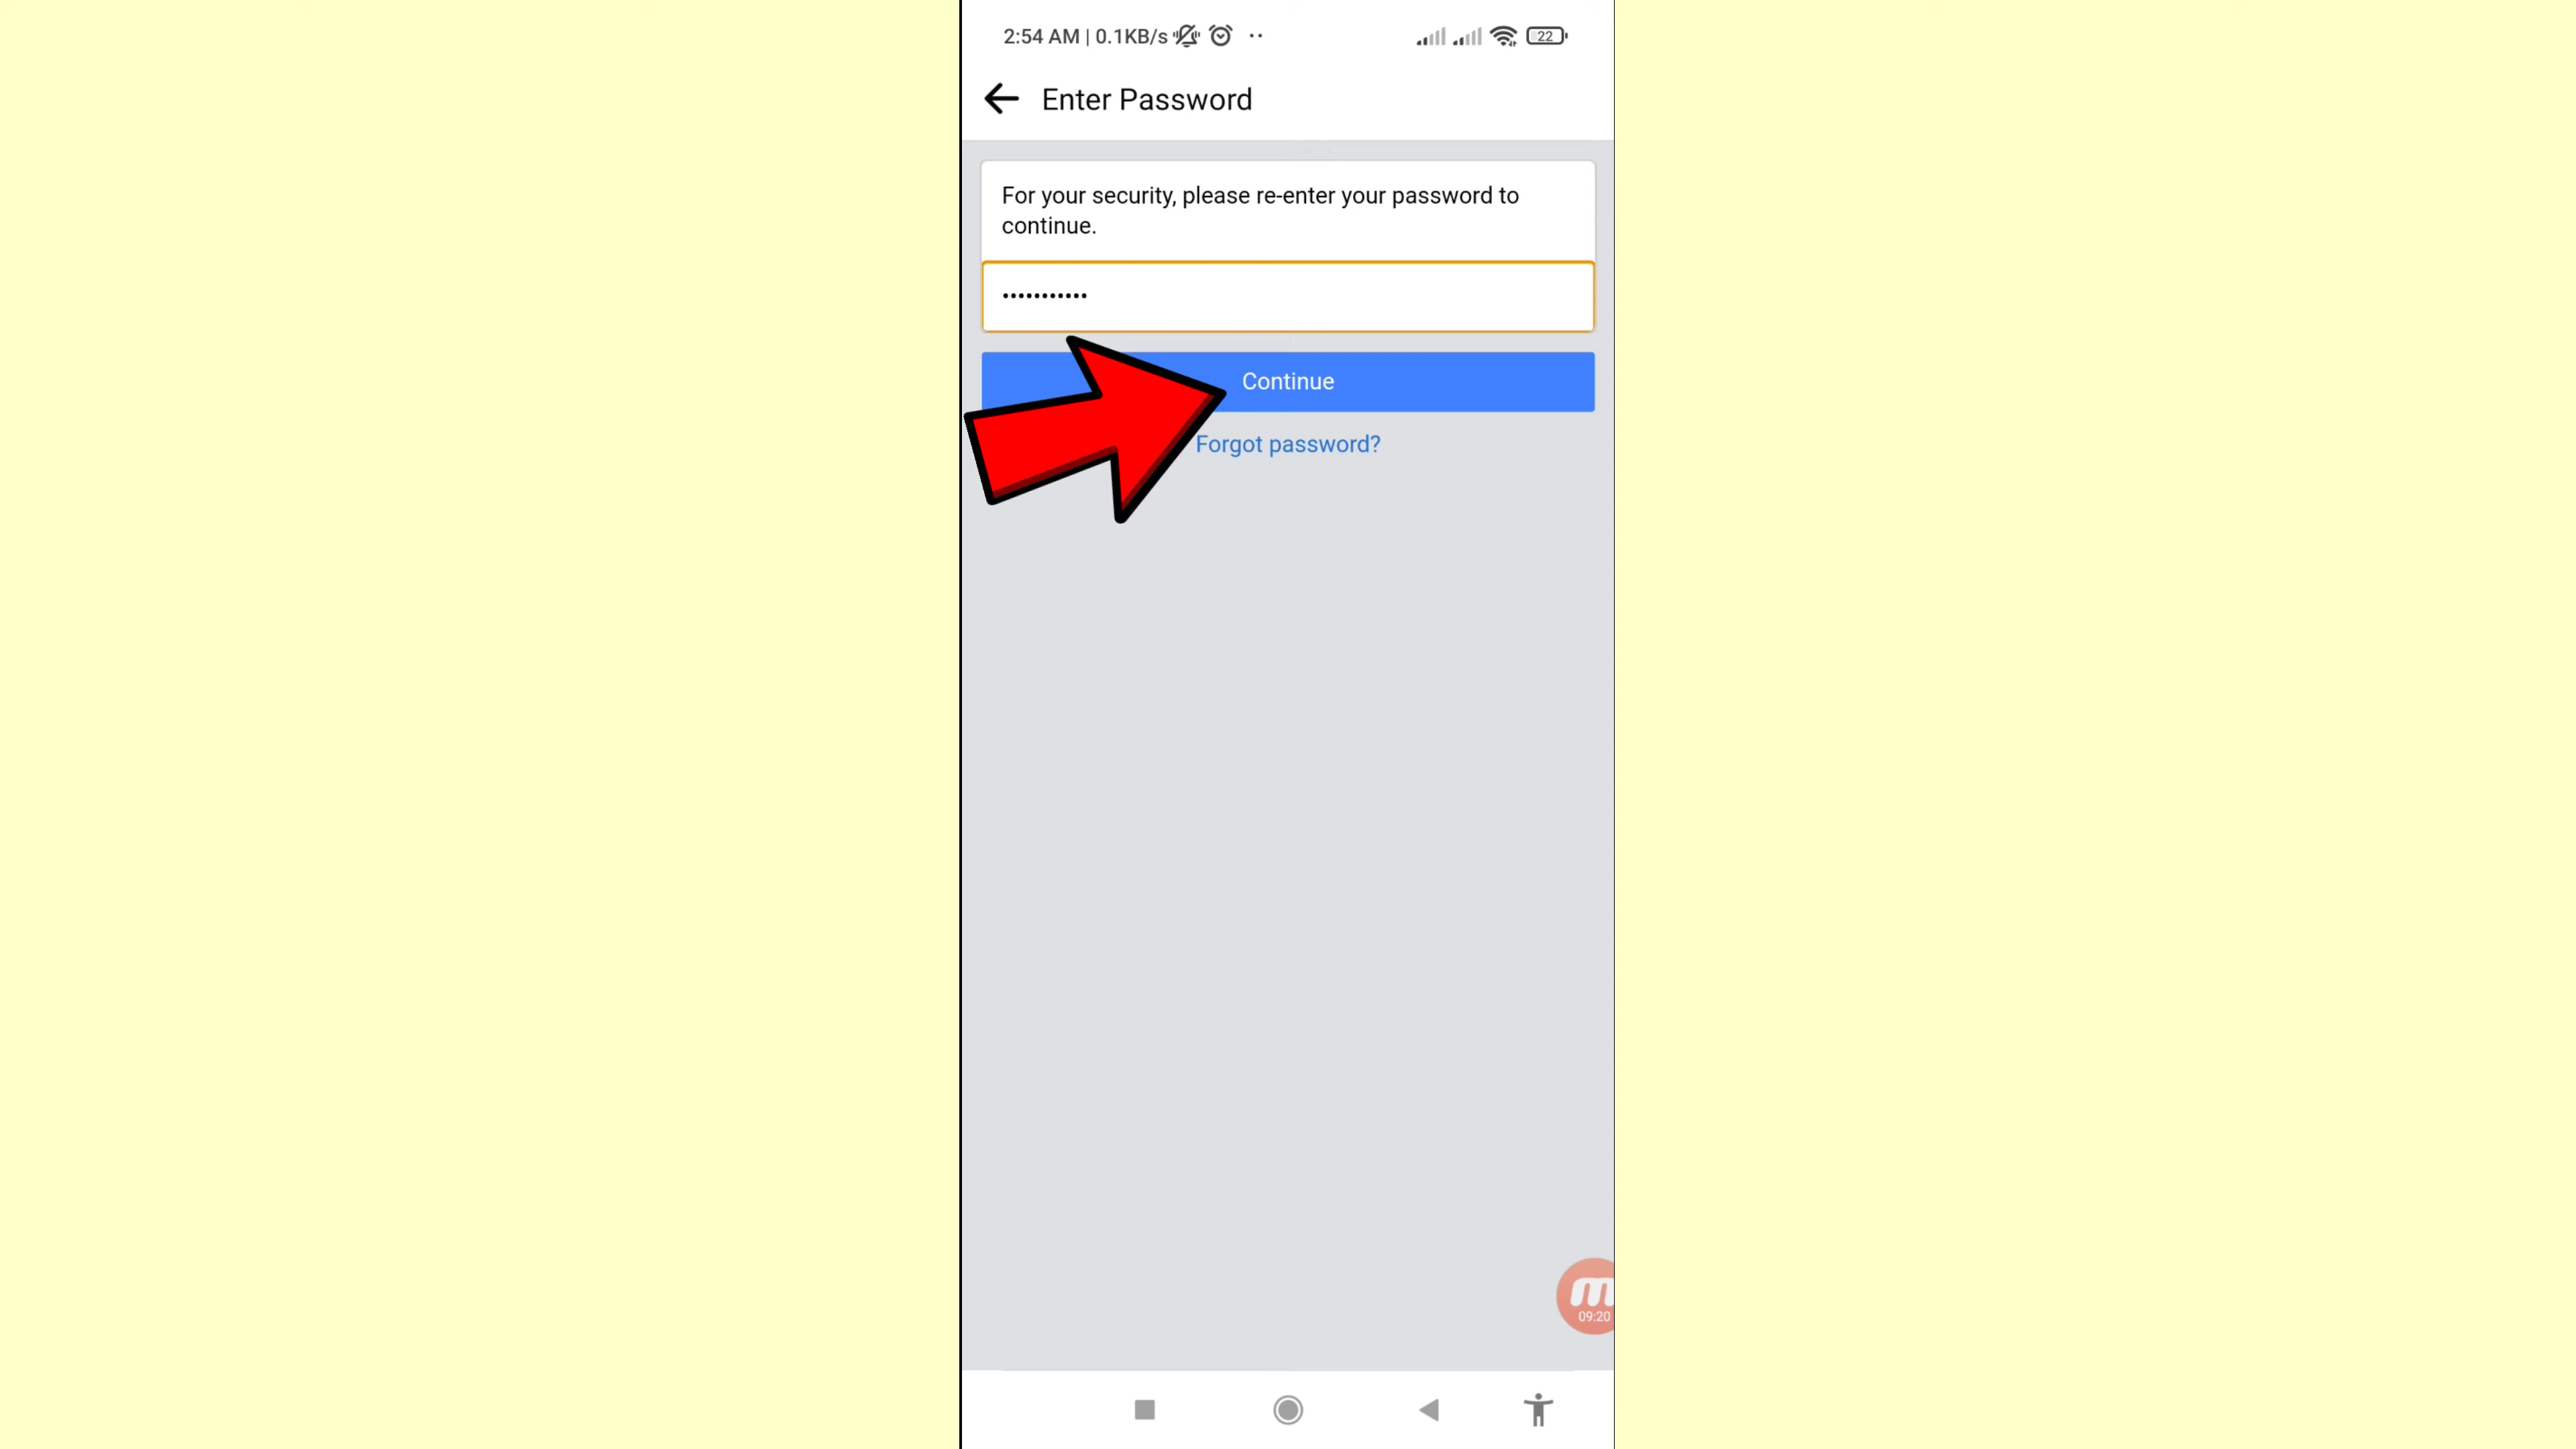 2:54 AM | 0.1KB/s
22
Enter Password
For your security, please re-enter your password to
continue.
•••••••••••
Continue
Forgot password?
m
09:20